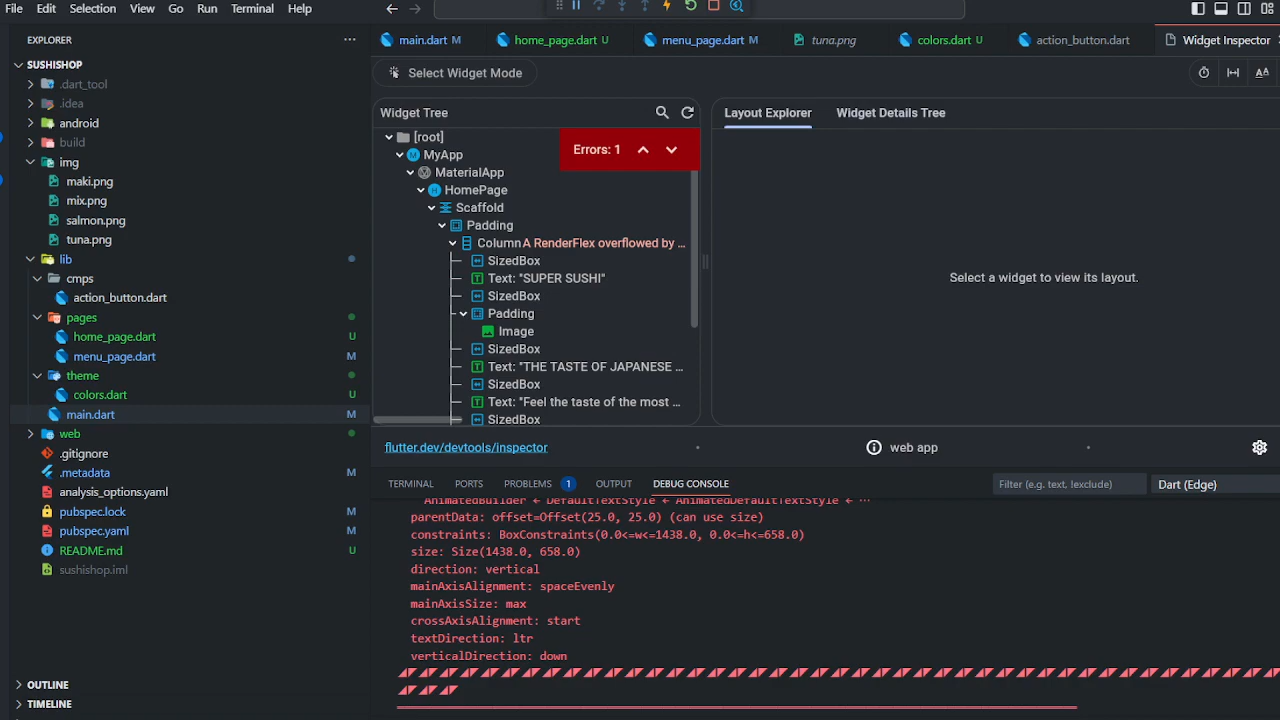 File Edit Selection View Go Run Terminal Help
EXPLORER
SUSHISHOP
.dart_tool
.idea
android
build
img
maki.png
mix.png
salmon.png
tuna.png
lib
cmps
action_button.dart
pages
home_page.dart U
menu_page.dart M
theme
colors.dart U
main.dart M
web
.gitignore
.metadata M
analysis_options.yaml
pubspec.lock M
pubspec.yaml M
README.md U
sushishop.iml
OUTLINE
TIMELINE
main.dart M home_page.dart U menu_page.dart M tuna.png colors.dart U action_button.dart Widget Inspector
Select Widget Mode
Widget Tree
Errors: 1
[root]
MyApp
MaterialApp
HomePage
Scaffold
Padding
Column A RenderFlex overflowed by ...
SizedBox
Text: "SUPER SUSHI"
SizedBox
Padding
Image
SizedBox
Text: "THE TASTE OF JAPANESE ...
SizedBox
Text: "Feel the taste of the most ...
SizedBox
Layout Explorer Widget Details Tree
Select a widget to view its layout.
flutter.dev/devtools/inspector • web app •
TERMINAL PORTS PROBLEMS 1 OUTPUT DEBUG CONSOLE Filter (e.g. text, !exclude) Dart (Edge)
AnimatedBuilder ← DefaultTextStyle ← AnimatedDefaultTextStyle ← ⋯
parentData: offset=Offset(25.0, 25.0) (can use size)
constraints: BoxConstraints(0.0<=w<=1438.0, 0.0<=h<=658.0)
size: Size(1438.0, 658.0)
direction: vertical
mainAxisAlignment: spaceEvenly
mainAxisSize: max
crossAxisAlignment: start
textDirection: ltr
verticalDirection: down